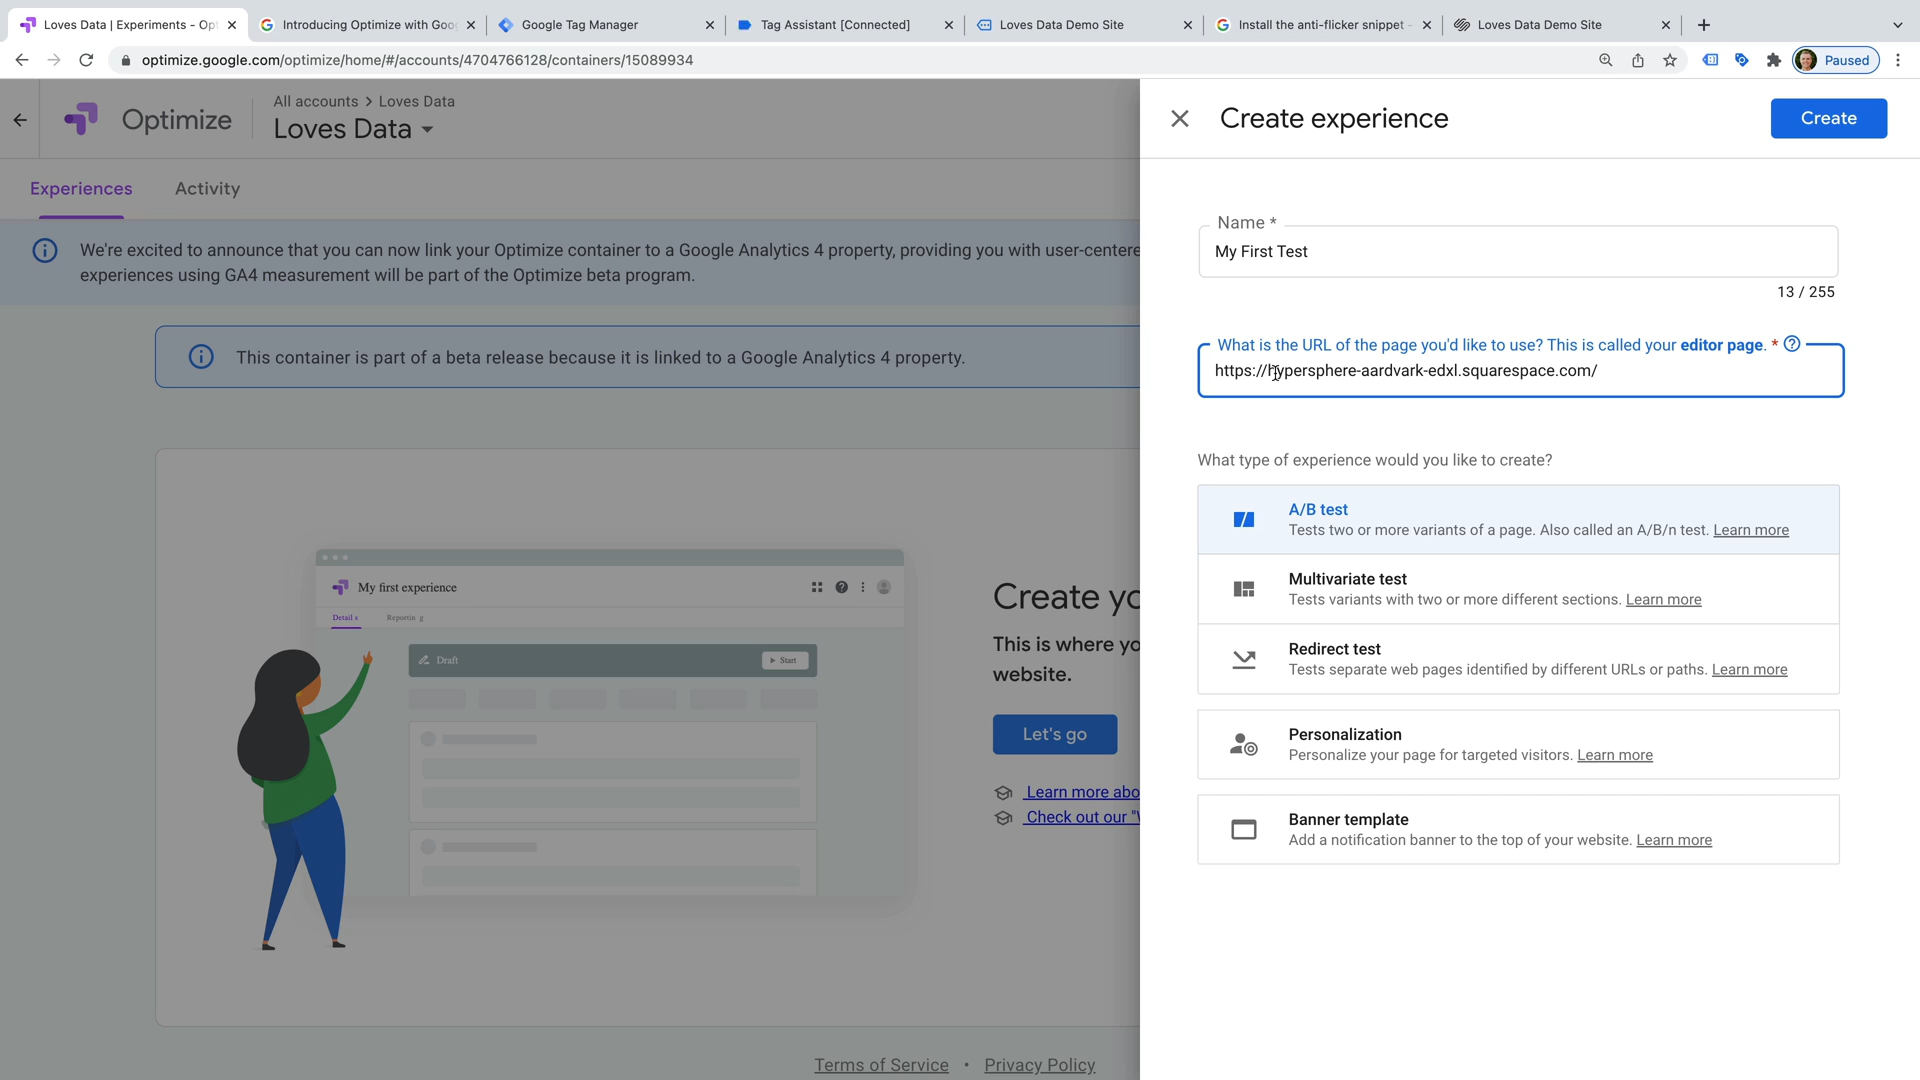 Loves Data | Experiments - Opt
Introducing Optimize with Goog
Google Tag Manager
Tag Assistant [Connected]
Loves Data Demo Site
Install the anti-flicker snippet -
Loves Data Demo Site
optimize.google.com/optimize/home/#/accounts/4704766128/containers/15089934
Paused
Optimize
All accounts > Loves Data
Loves Data
Create experience
Create
Experiences
Activity
We're excited to announce that you can now link your Optimize container to a Google Analytics 4 property, providing you with user-centere
experiences using GA4 measurement will be part of the Optimize beta program.
This container is part of a beta release because it is linked to a Google Analytics 4 property.
Name *
My First Test
13 / 255
What is the URL of the page you'd like to use? This is called your editor page. *
https://hypersphere-aardvark-edxl.squarespace.com/
What type of experience would you like to create?
A/B test
Tests two or more variants of a page. Also called an A/B/n test. Learn more
Multivariate test
Tests variants with two or more different sections. Learn more
Redirect test
Tests separate web pages identified by different URLs or paths. Learn more
Personalization
Personalize your page for targeted visitors. Learn more
Banner template
Add a notification banner to the top of your website. Learn more
My first experience
Detail s
Reportin g
Draft
Start
Create yo
This is where yo
website.
Let's go
Learn more abo
Check out our "
Terms of Service • Privacy Policy